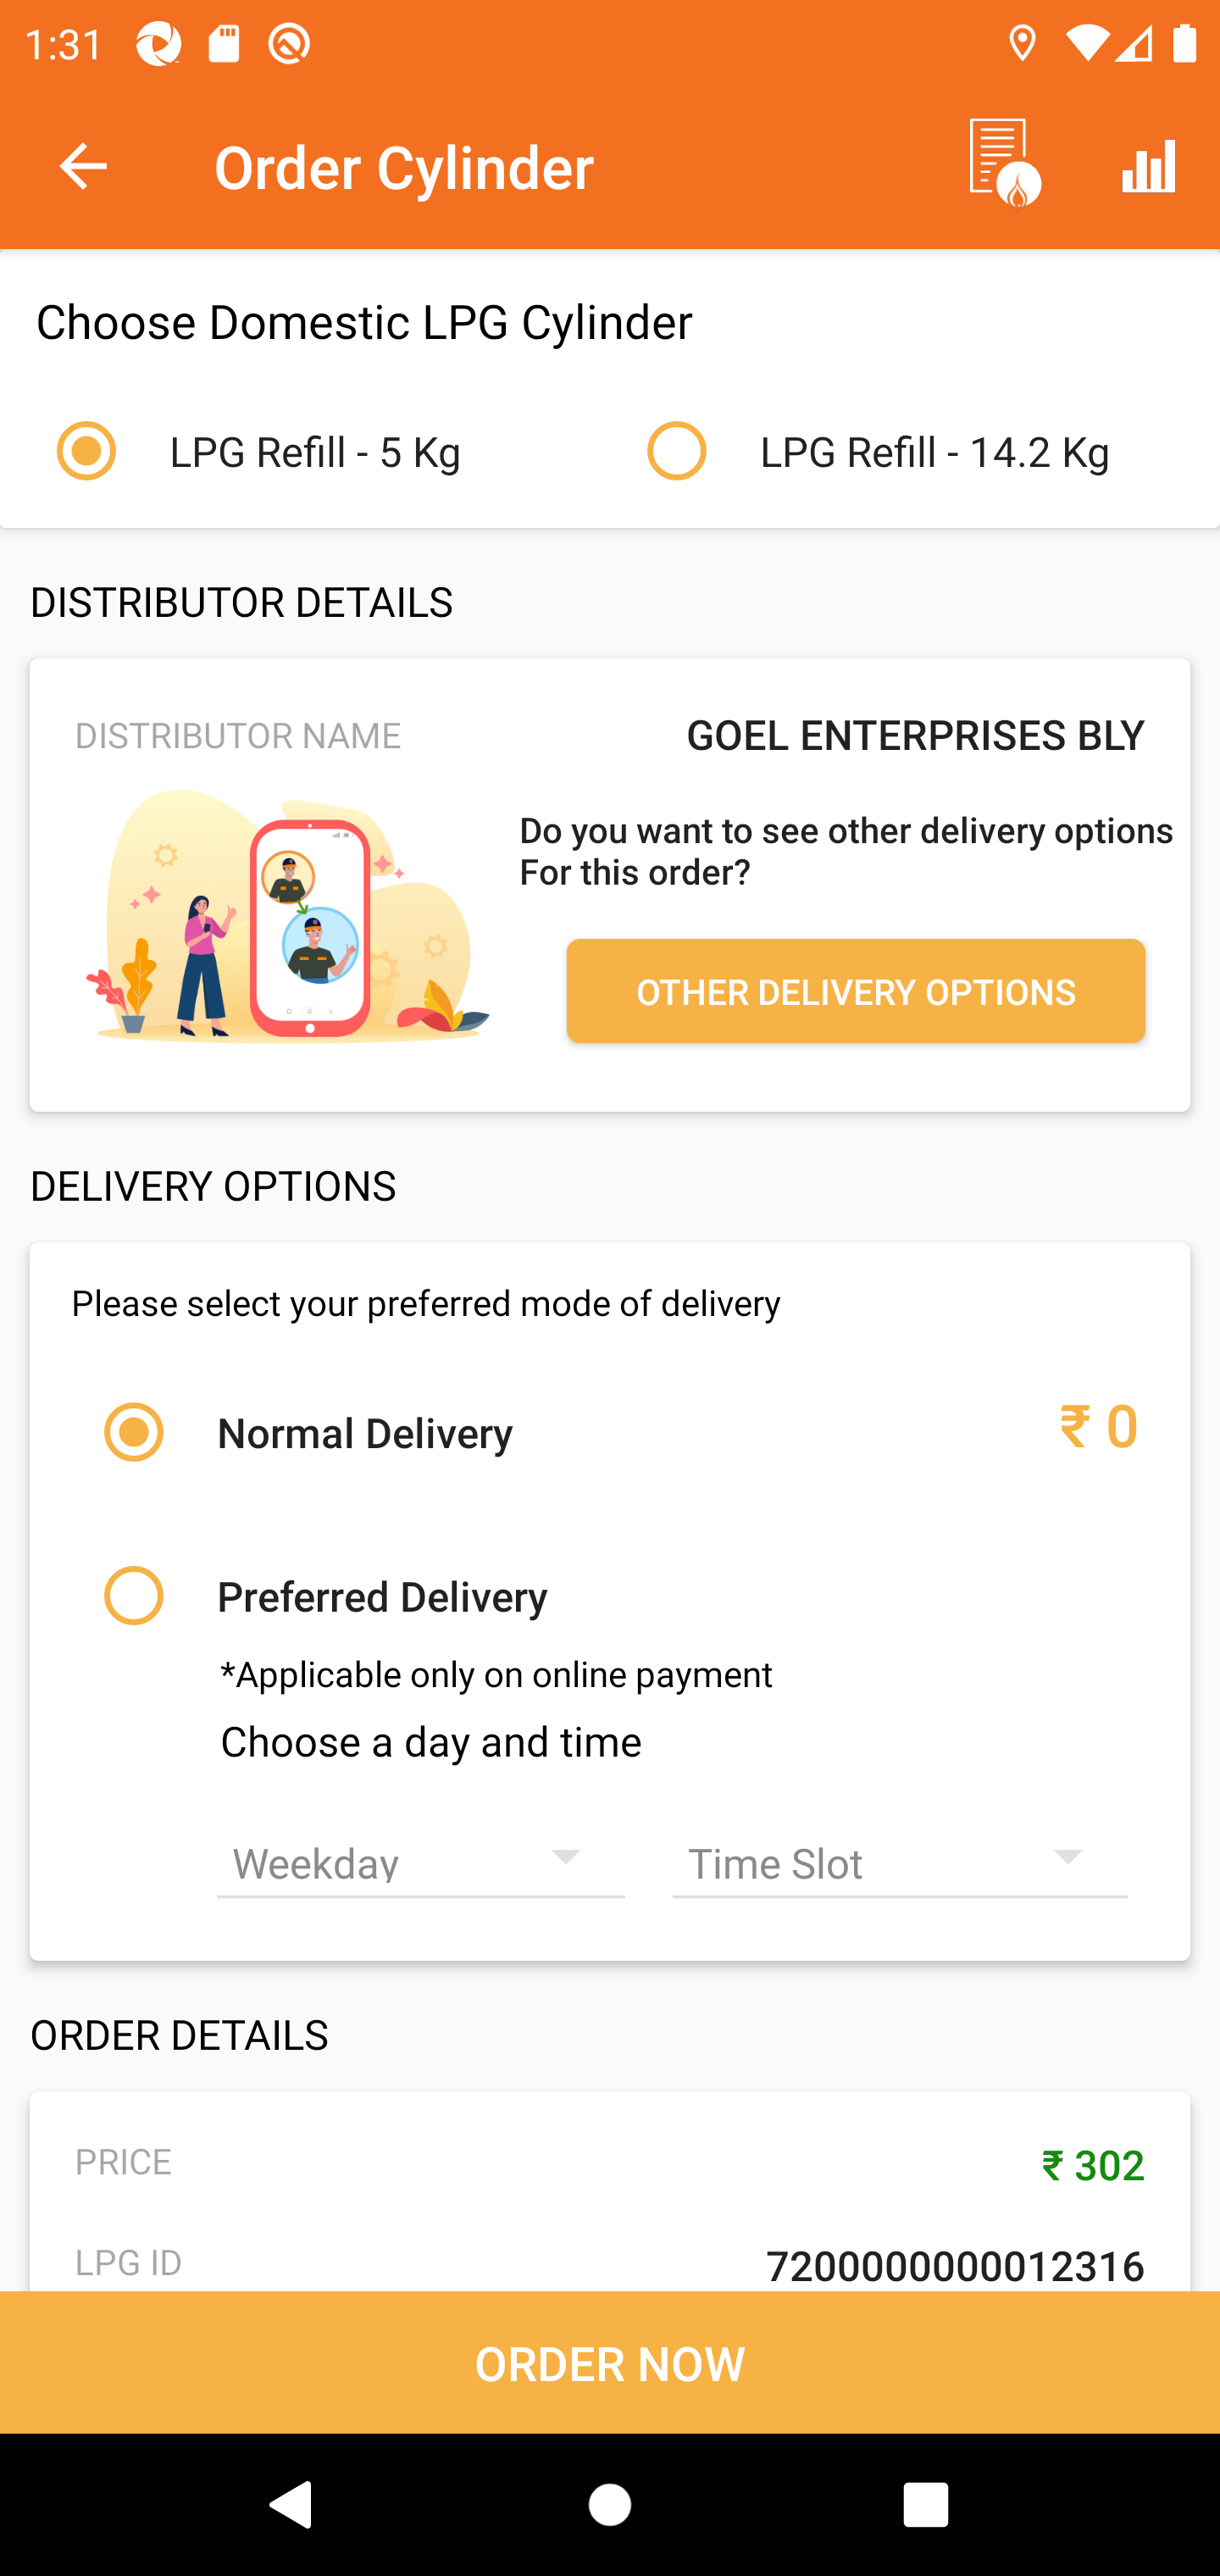 1:31
Order Cylinder
Choose Domestic LPG Cylinder
LPG Refill - 5 Kg
LPG Refill - 14.2 Kg
DISTRIBUTOR DETAILS
DISTRIBUTOR NAME
GOEL ENTERPRISES BLY
Do you want to see other delivery options
For this order?
OTHER DELIVERY OPTIONS
DELIVERY OPTIONS
Please select your preferred mode of delivery
Normal Delivery
₹ 0
Preferred Delivery
*Applicable only on online payment
Choose a day and time
Weekday
Time Slot
ORDER DETAILS
PRICE
₹ 302
LPG ID
7200000000012316
ORDER NOW